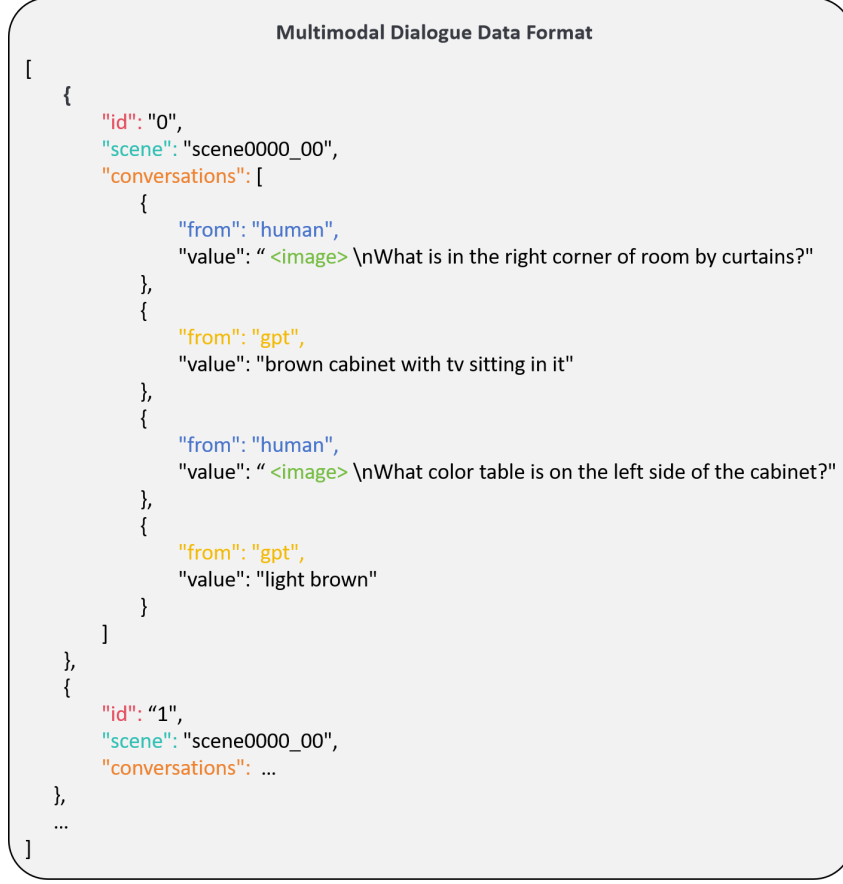 Multimodal Dialogue Data Format
[
{
"id": "0",
"scene": "scene0000_00",
"conversations": [
{
"from": "human",
"value": “ <image> \nWhat is in the right corner of room by curtains?"
},
{
"from": "gpt",
"value": "brown cabinet with tv sitting in it"
},
{
"from": "human",
"value": “ <image> \nWhat color table is on the left side of the cabinet?"
},
{
"from": "gpt",
"value": "light brown"
}
]
},
{
"id": “1",
"scene": "scene0000_00",
"conversations": ...
},
...
]